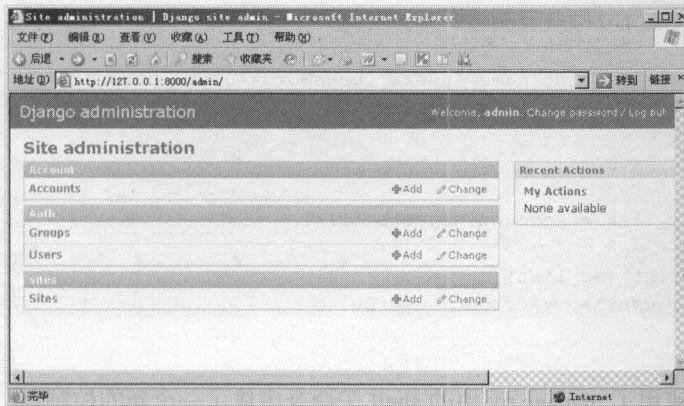 Site administration | Django site admin - Microsoft Internet Explorer
文件(F) 编辑(E) 查看(V) 收藏(A) 工具(T) 帮助(H)
后退 搜索 收藏夹
地址(D) http://127.0.0.1:8000/admin/ 转到 链接 »
Django administration Welcome, admin. Change password / Log out
Site administration
Account
Accounts Add Change
Auth
Groups Add Change
Users Add Change
Sites
Sites Add Change
Recent Actions
My Actions
None available
完毕 Internet